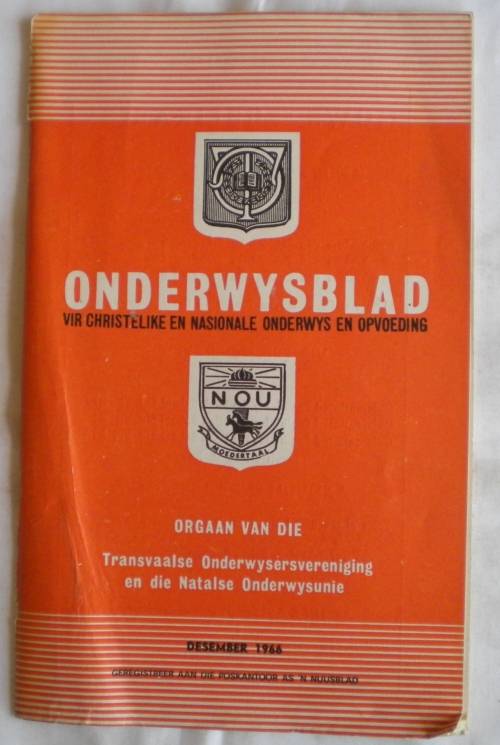 ONDERWYSBLAD
VIR CHRISTELIKE EN NASIONALE ONDERWYS EN OPVOEDING
NOU
MOEDERTAAL
ORGAAN VAN DIE
Transvaalse Onderwysersvereniging
en die Natalse Onderwysunie
DESEMBER 1966
GEREGISTREER AAN DIE POSKANTOOR AS 'N NUUSBLAD